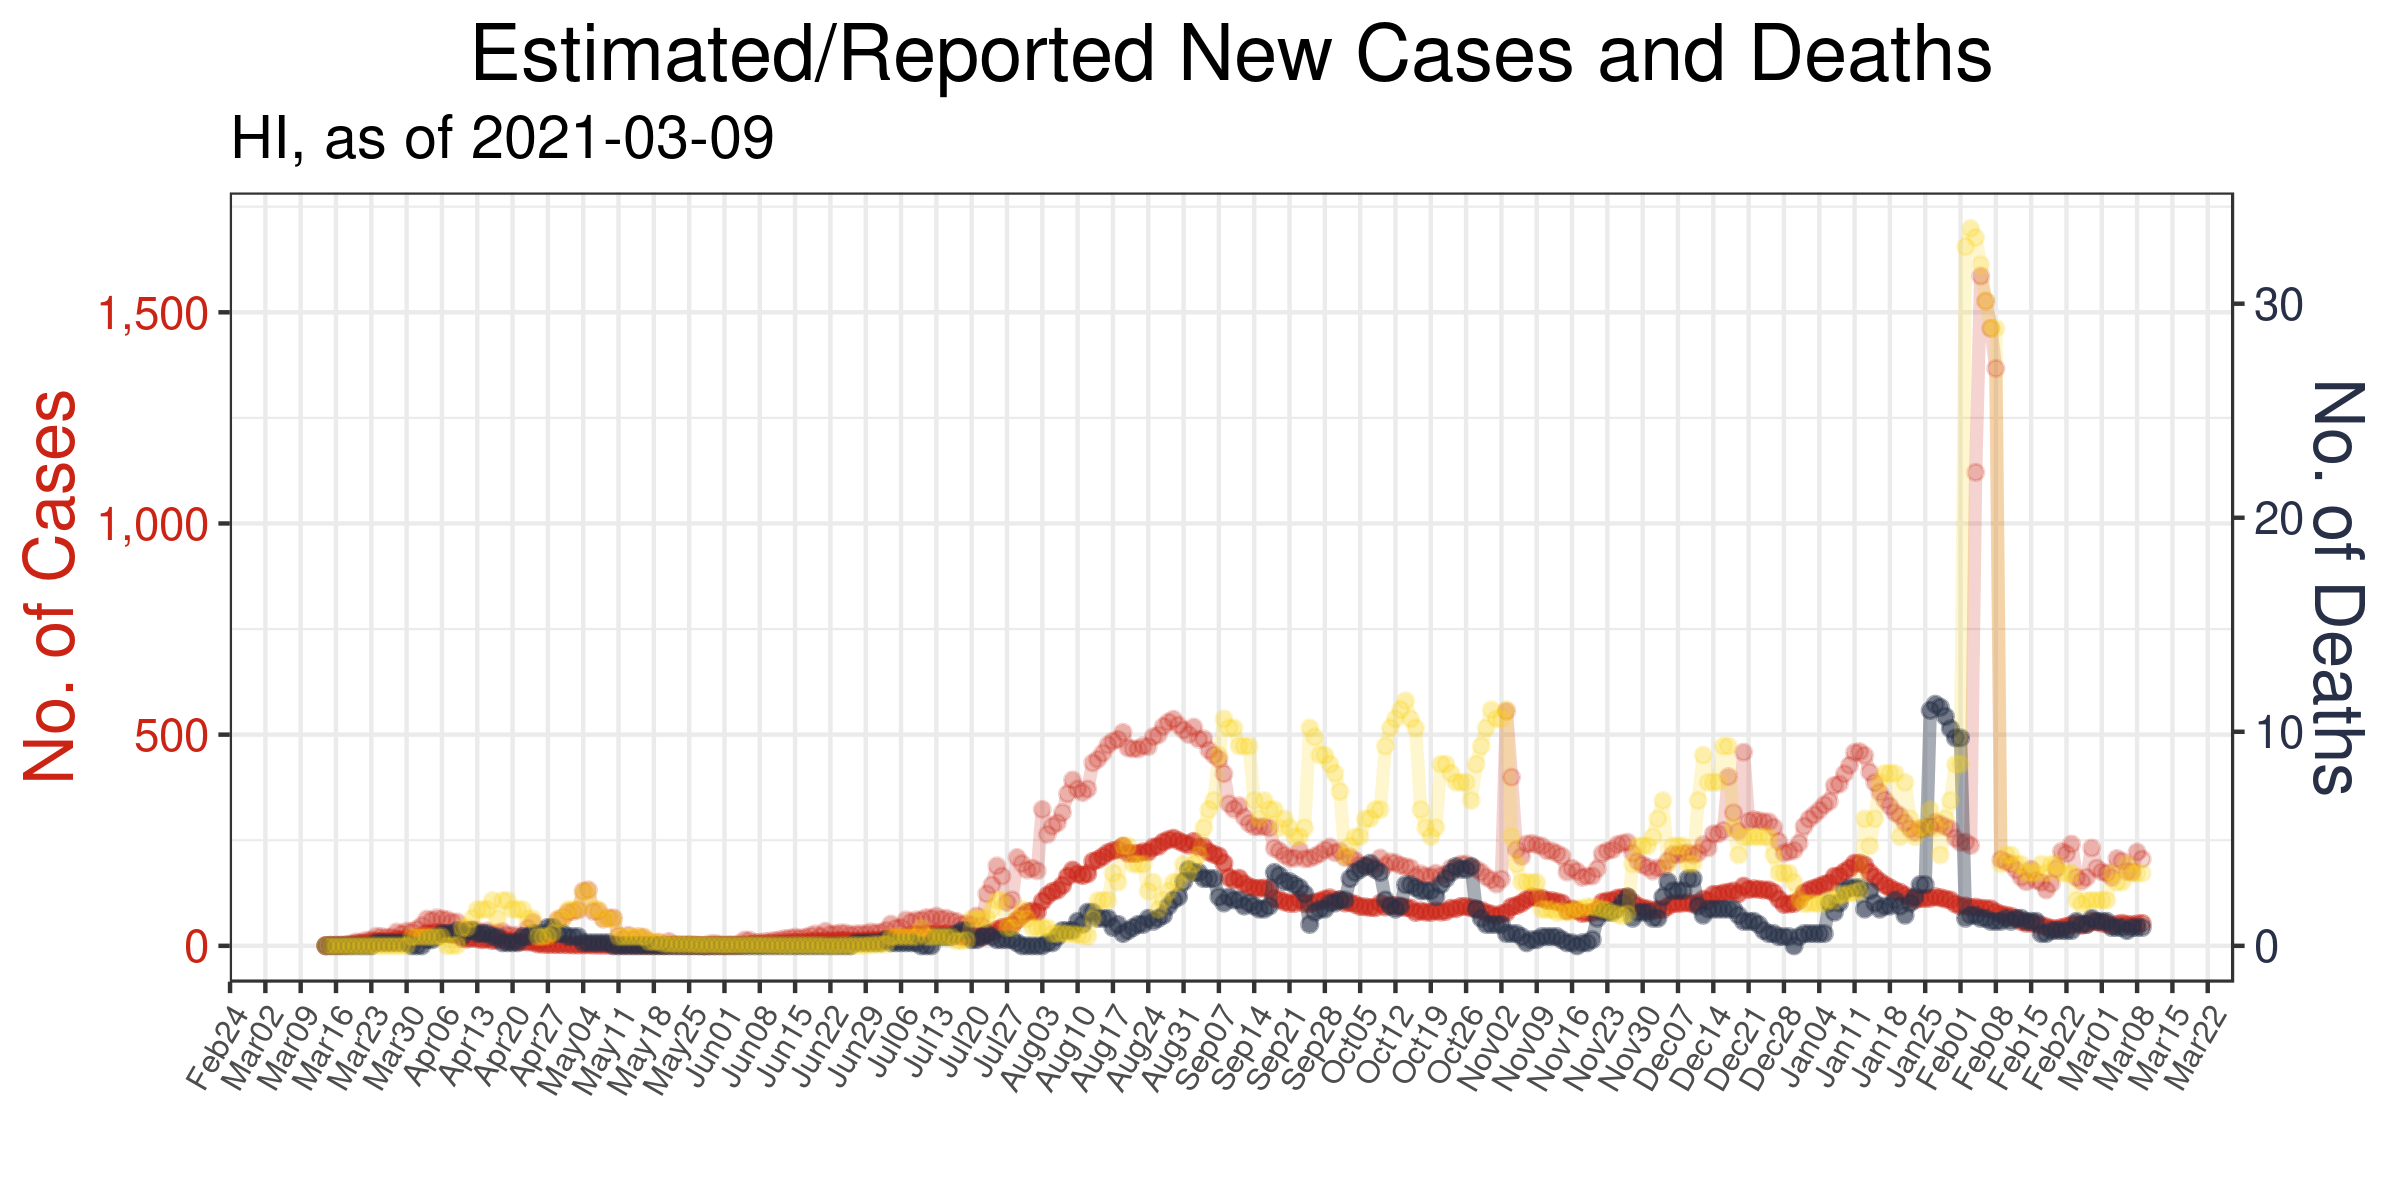 Estimated/Reported New Cases and Deaths
HI, as of 2021-03-09
No. of Cases
1,500
1,000
500
0
30
20
10
0
No. of Deaths
Feb24
Mar02
Mar09
Mar16
Mar23
Mar30
Apr06
Apr13
Apr20
Apr27
May04
May11
May18
May25
Jun01
Jun08
Jun15
Jun22
Jun29
Jul06
Jul13
Jul20
Jul27
Aug03
Aug10
Aug17
Aug24
Aug31
Sep07
Sep14
Sep21
Sep28
Oct05
Oct12
Oct19
Oct26
Nov02
Nov09
Nov16
Nov23
Nov30
Dec07
Dec14
Dec21
Dec28
Jan04
Jan11
Jan18
Jan25
Feb01
Feb08
Feb15
Feb22
Mar01
Mar08
Mar15
Mar22